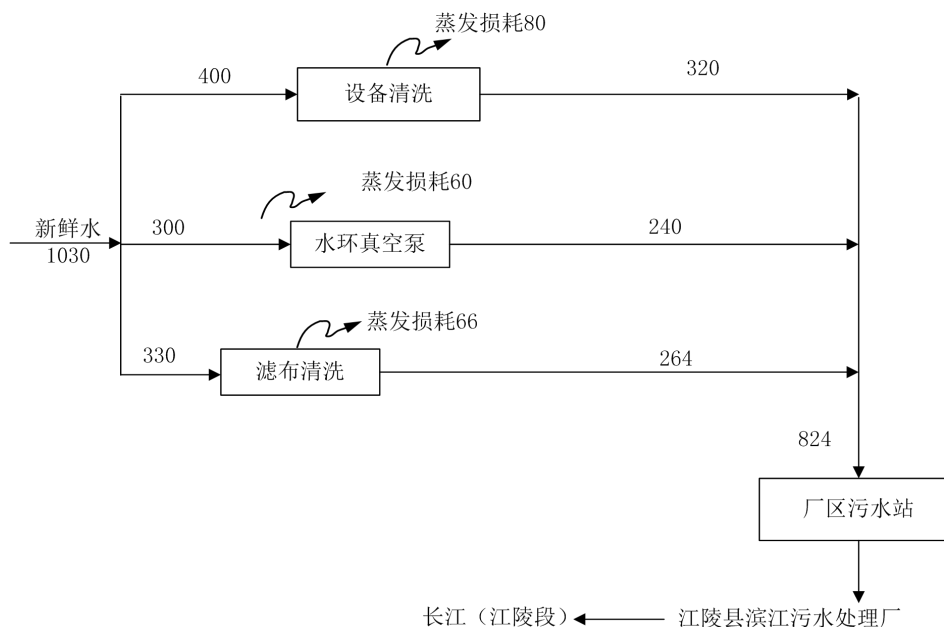 蒸发损耗80
400
设备清洗
320
蒸发损耗60
新鲜水
1030
300
水环真空泵
240
蒸发损耗66
330
滤布清洗
264
824
厂区污水站
长江（江陵段）
江陵县滨江污水处理厂